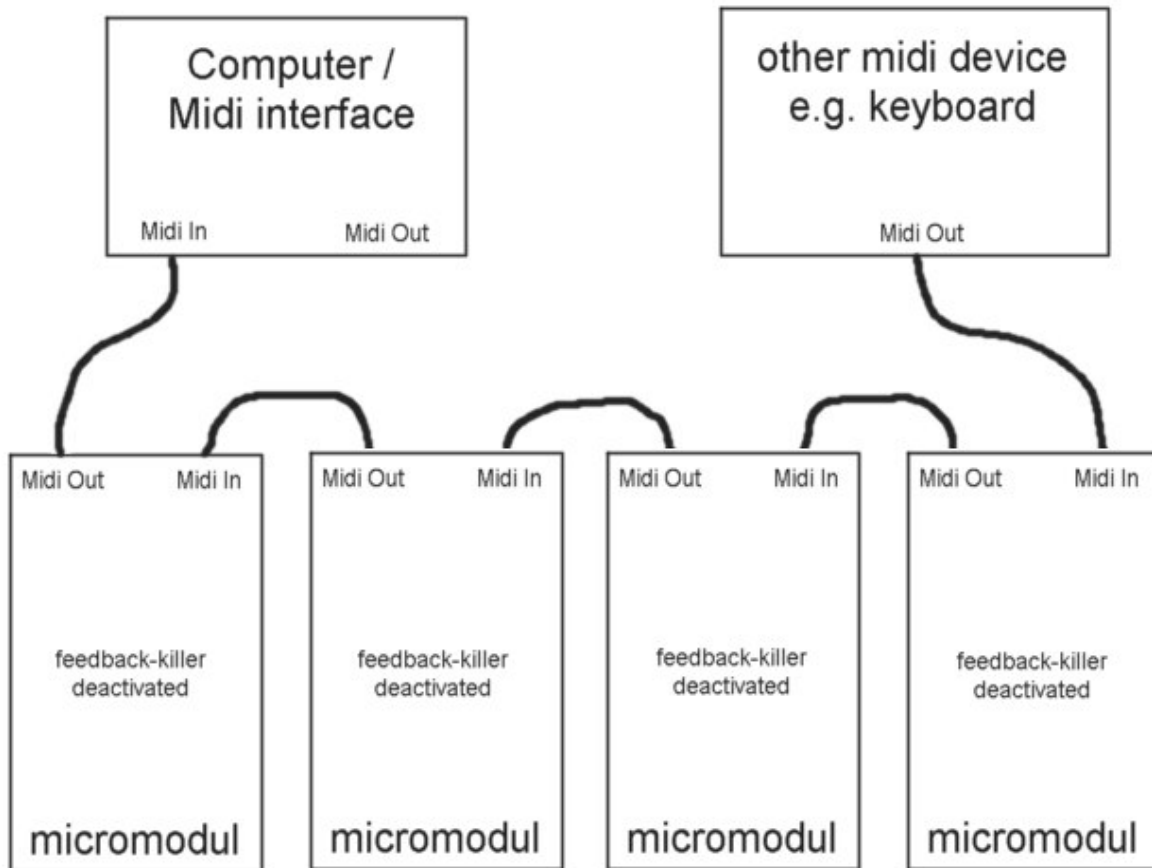 Computer /
Midi interface
Midi In
Midi Out
other midi device
e.g. keyboard
Midi Out
Midi Out
Midi In
feedback-killer
deactivated
micromodul
Midi Out
Midi In
feedback-killer
deactivated
micromodul
Midi Out
Midi In
feedback-killer
deactivated
micromodul
Midi Out
Midi In
feedback-killer
deactivated
micromodul